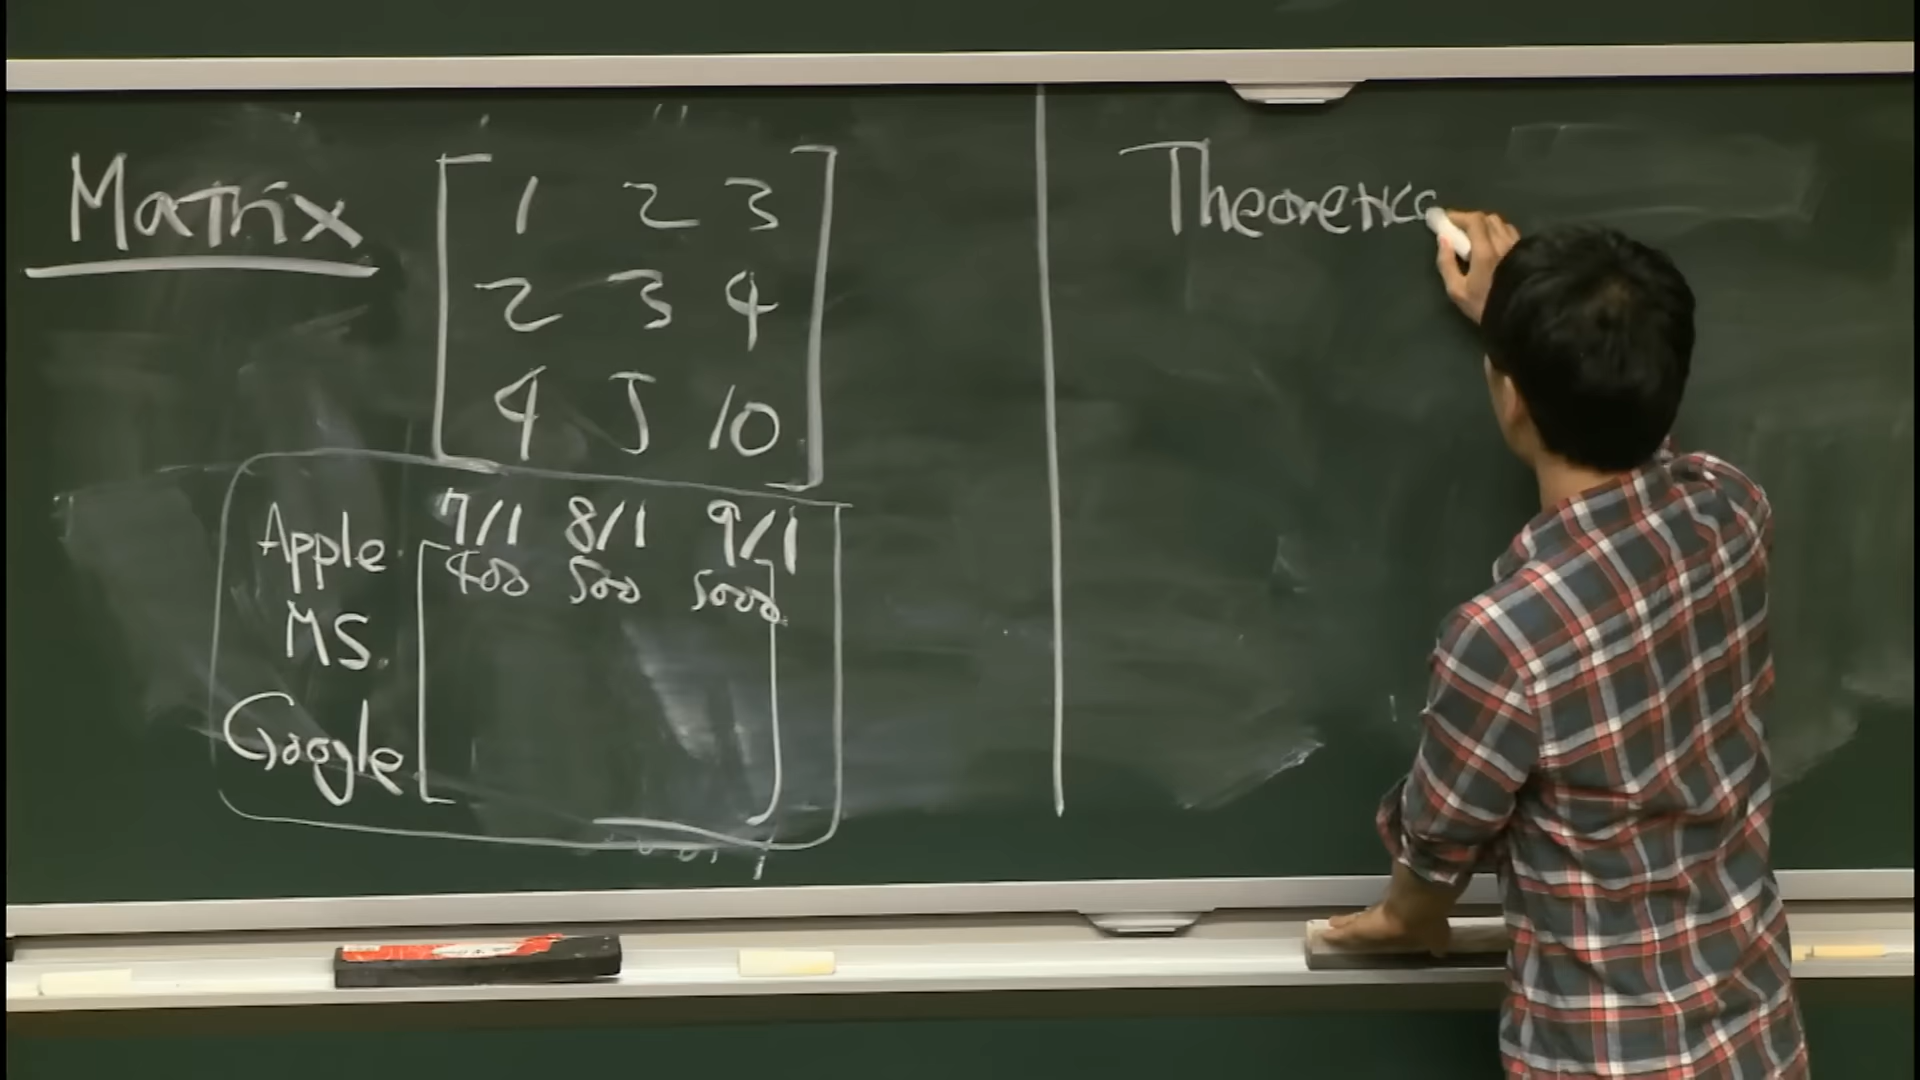 Matrix
1 2 3
2 3 4
4 5 10
7/1 8/1 9/1
Apple 400 500 5000
MS
Google
Theoretica